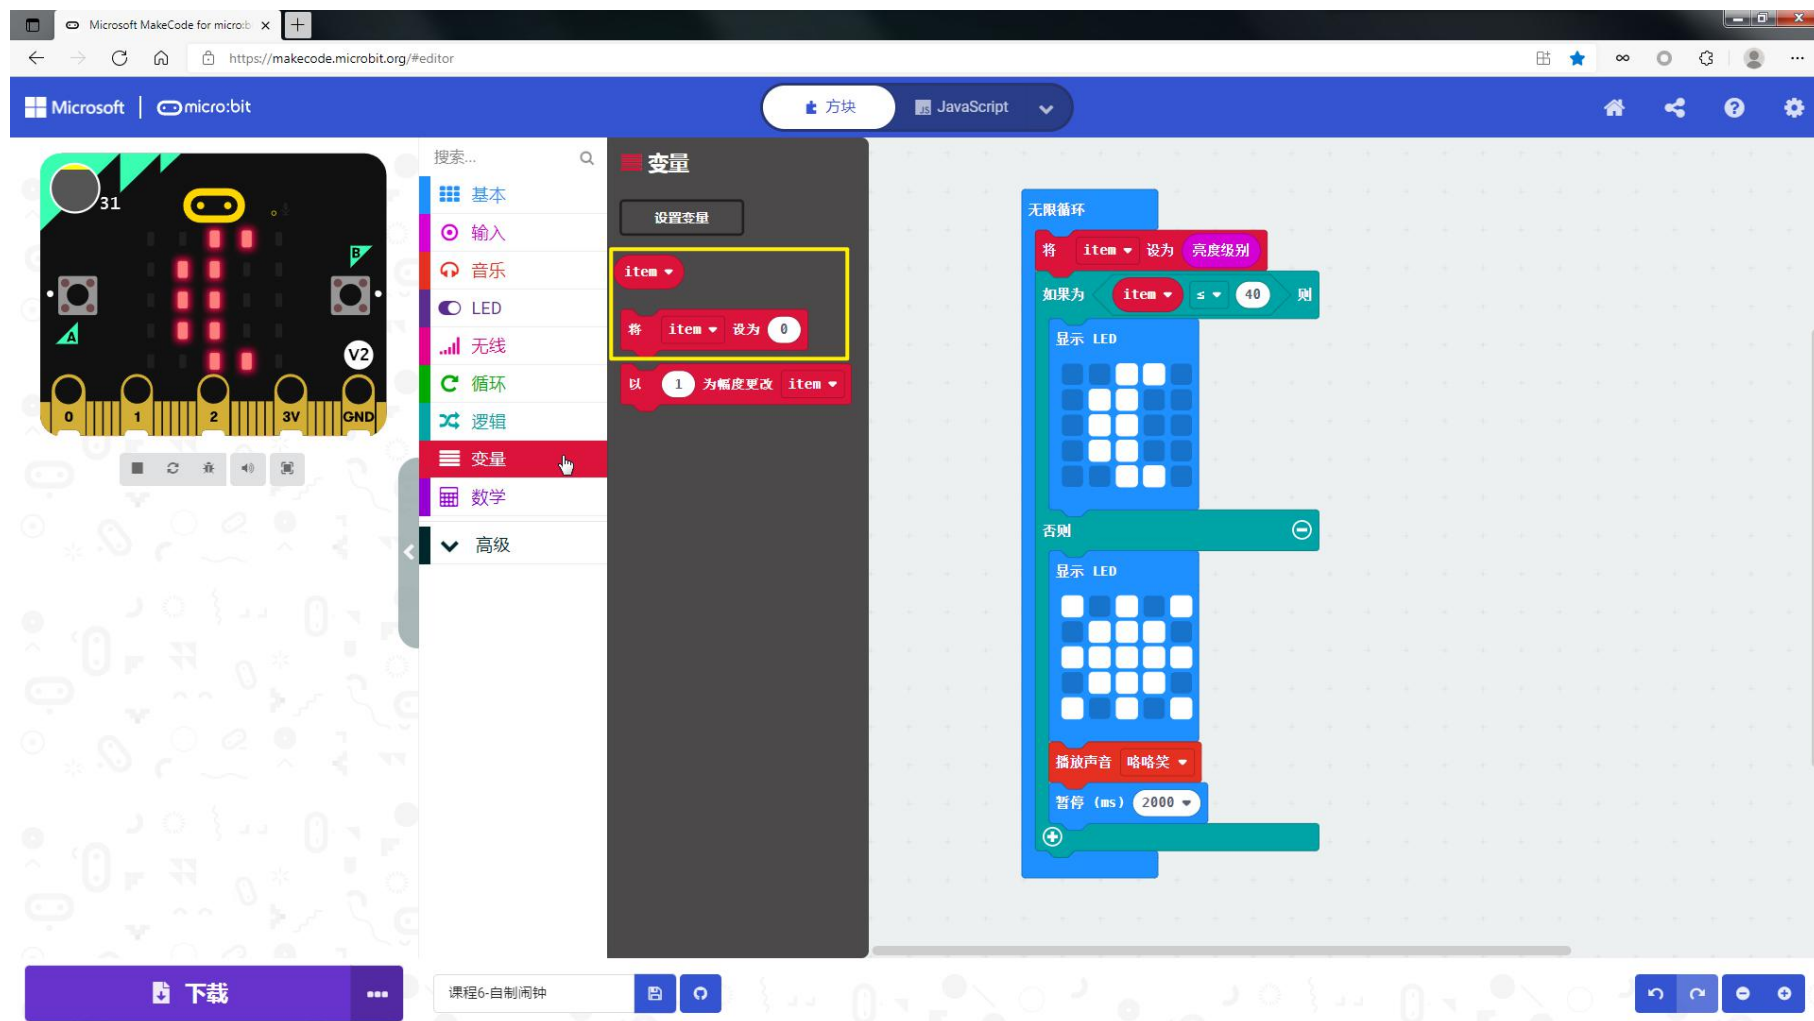 Microsoft MakeCode for micro:b
https://makecode.microbit.org/#editor
Microsoft micro:bit
方块
JavaScript
31
B
A
V2
0 1 2 3V GND
搜索...
基本
输入
音乐
LED
无线
循环
逻辑
变量
数学
高级
变量
设置变量
item
将 item 设为 0
以 1 为幅度更改 item
无限循环
将 item 设为 亮度级别
如果为 item ≤ 40 则
显示 LED
否则
显示 LED
播放声音 咯咯笑
暂停 (ms) 2000
下载
课程6-自制闹钟